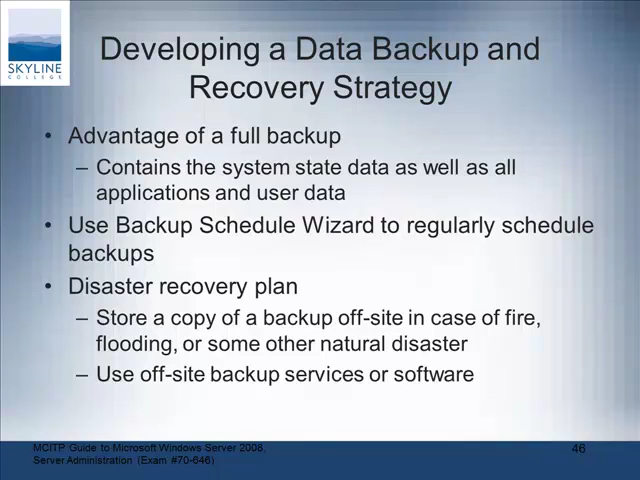 SKYLINE
COLLEGE
Developing a Data Backup and
Recovery Strategy
• Advantage of a full backup
– Contains the system state data as well as all
applications and user data
• Use Backup Schedule Wizard to regularly schedule
backups
• Disaster recovery plan
– Store a copy of a backup off-site in case of fire,
flooding, or some other natural disaster
– Use off-site backup services or software
MCITP Guide to Microsoft Windows Server 2008,
Server Administration (Exam #70-646)
46